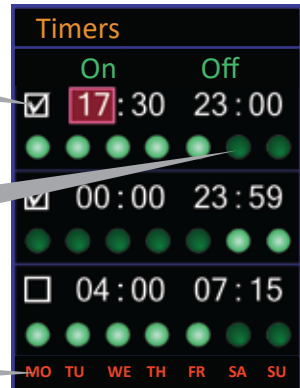 Timers
On Off
17:30 23:00
00:00 23:59
04:00 07:15
MO TU WE TH FR SA SU